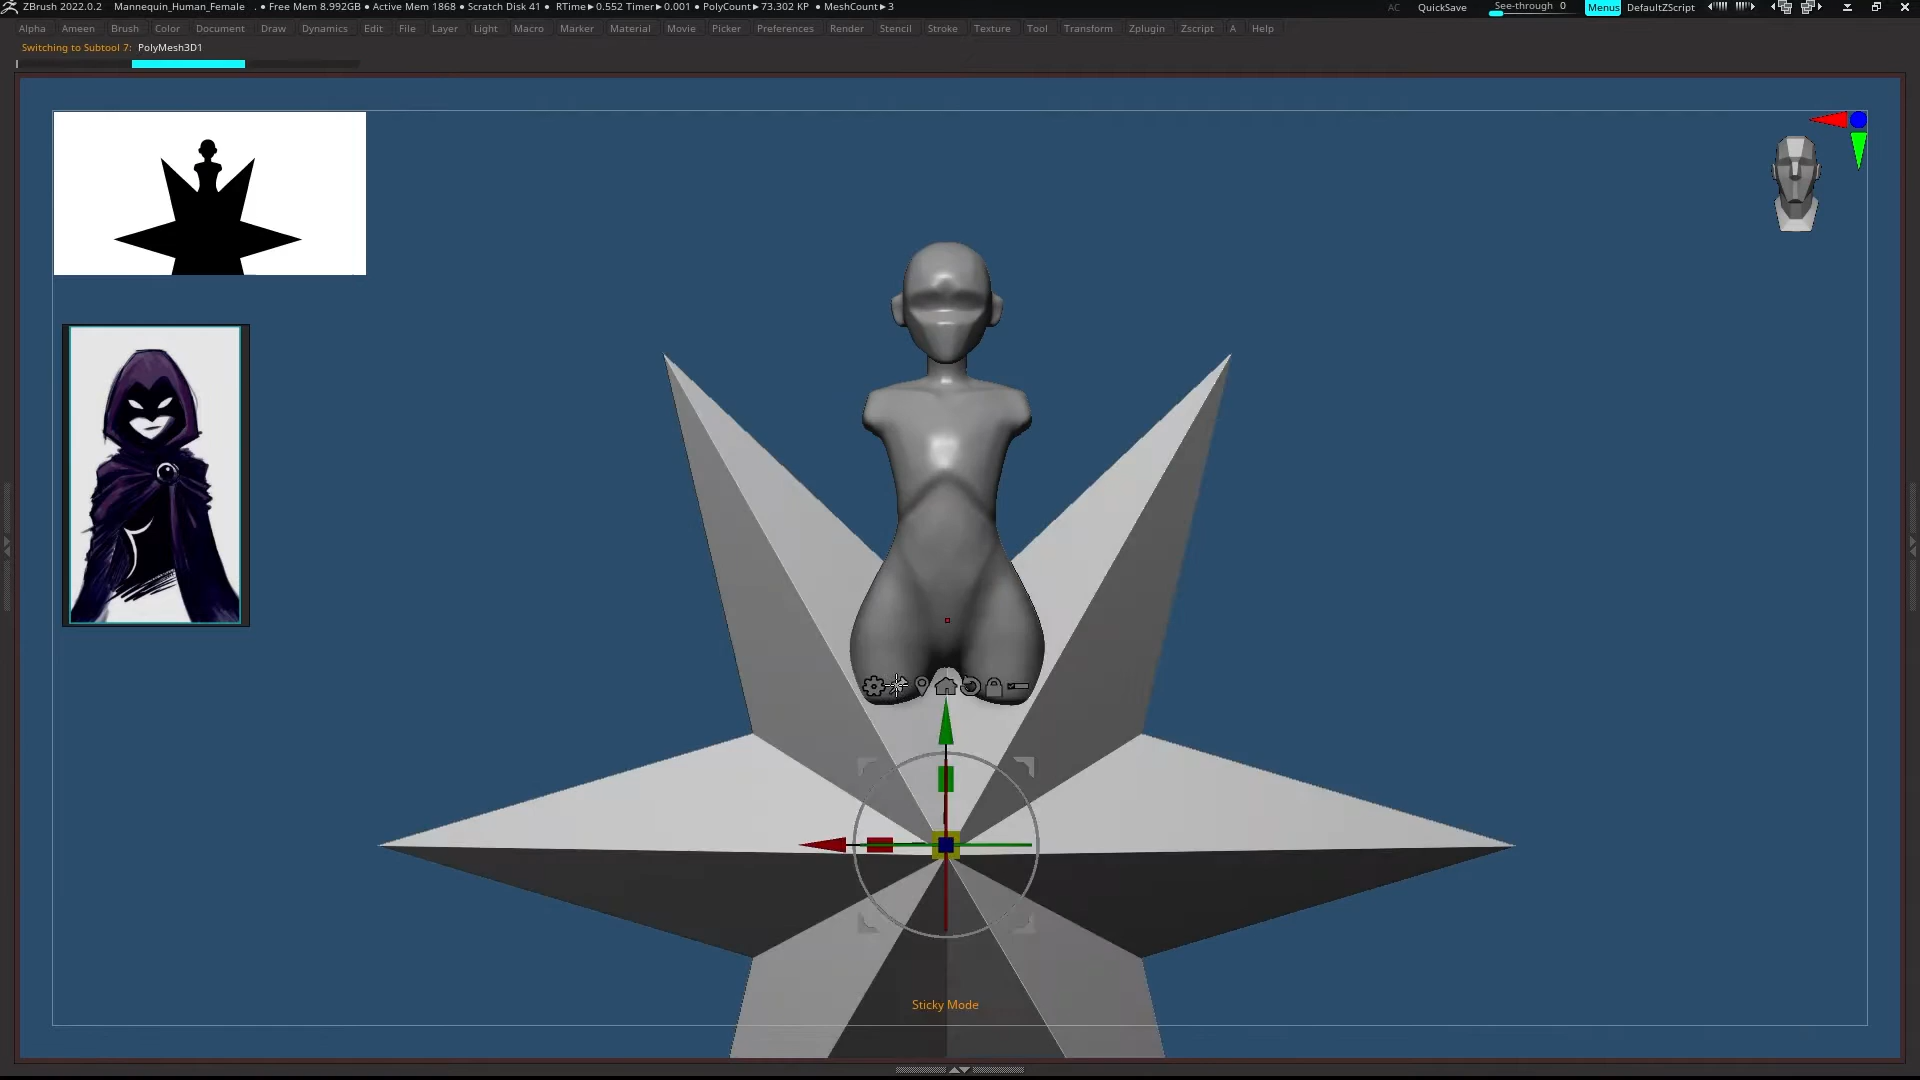 ZBrush 2022.0.2 Mannequin_Human_Female . ● Free Mem 8.992GB ● Active Mem 1868 ● Scratch Disk 41 ● RTime►0.552 Timer►0.001 ● PolyCount►73.302 KP ● MeshCount►3 AC QuickSave See-through 0 Menus DefaultZScript
Alpha Ameen Brush Color Document Draw Dynamics Edit File Layer Light Macro Marker Material Movie Picker Preferences Render Stencil Stroke Texture Tool Transform Zplugin Zscript A Help
Switching to Subtool 7: PolyMesh3D1
Sticky Mode